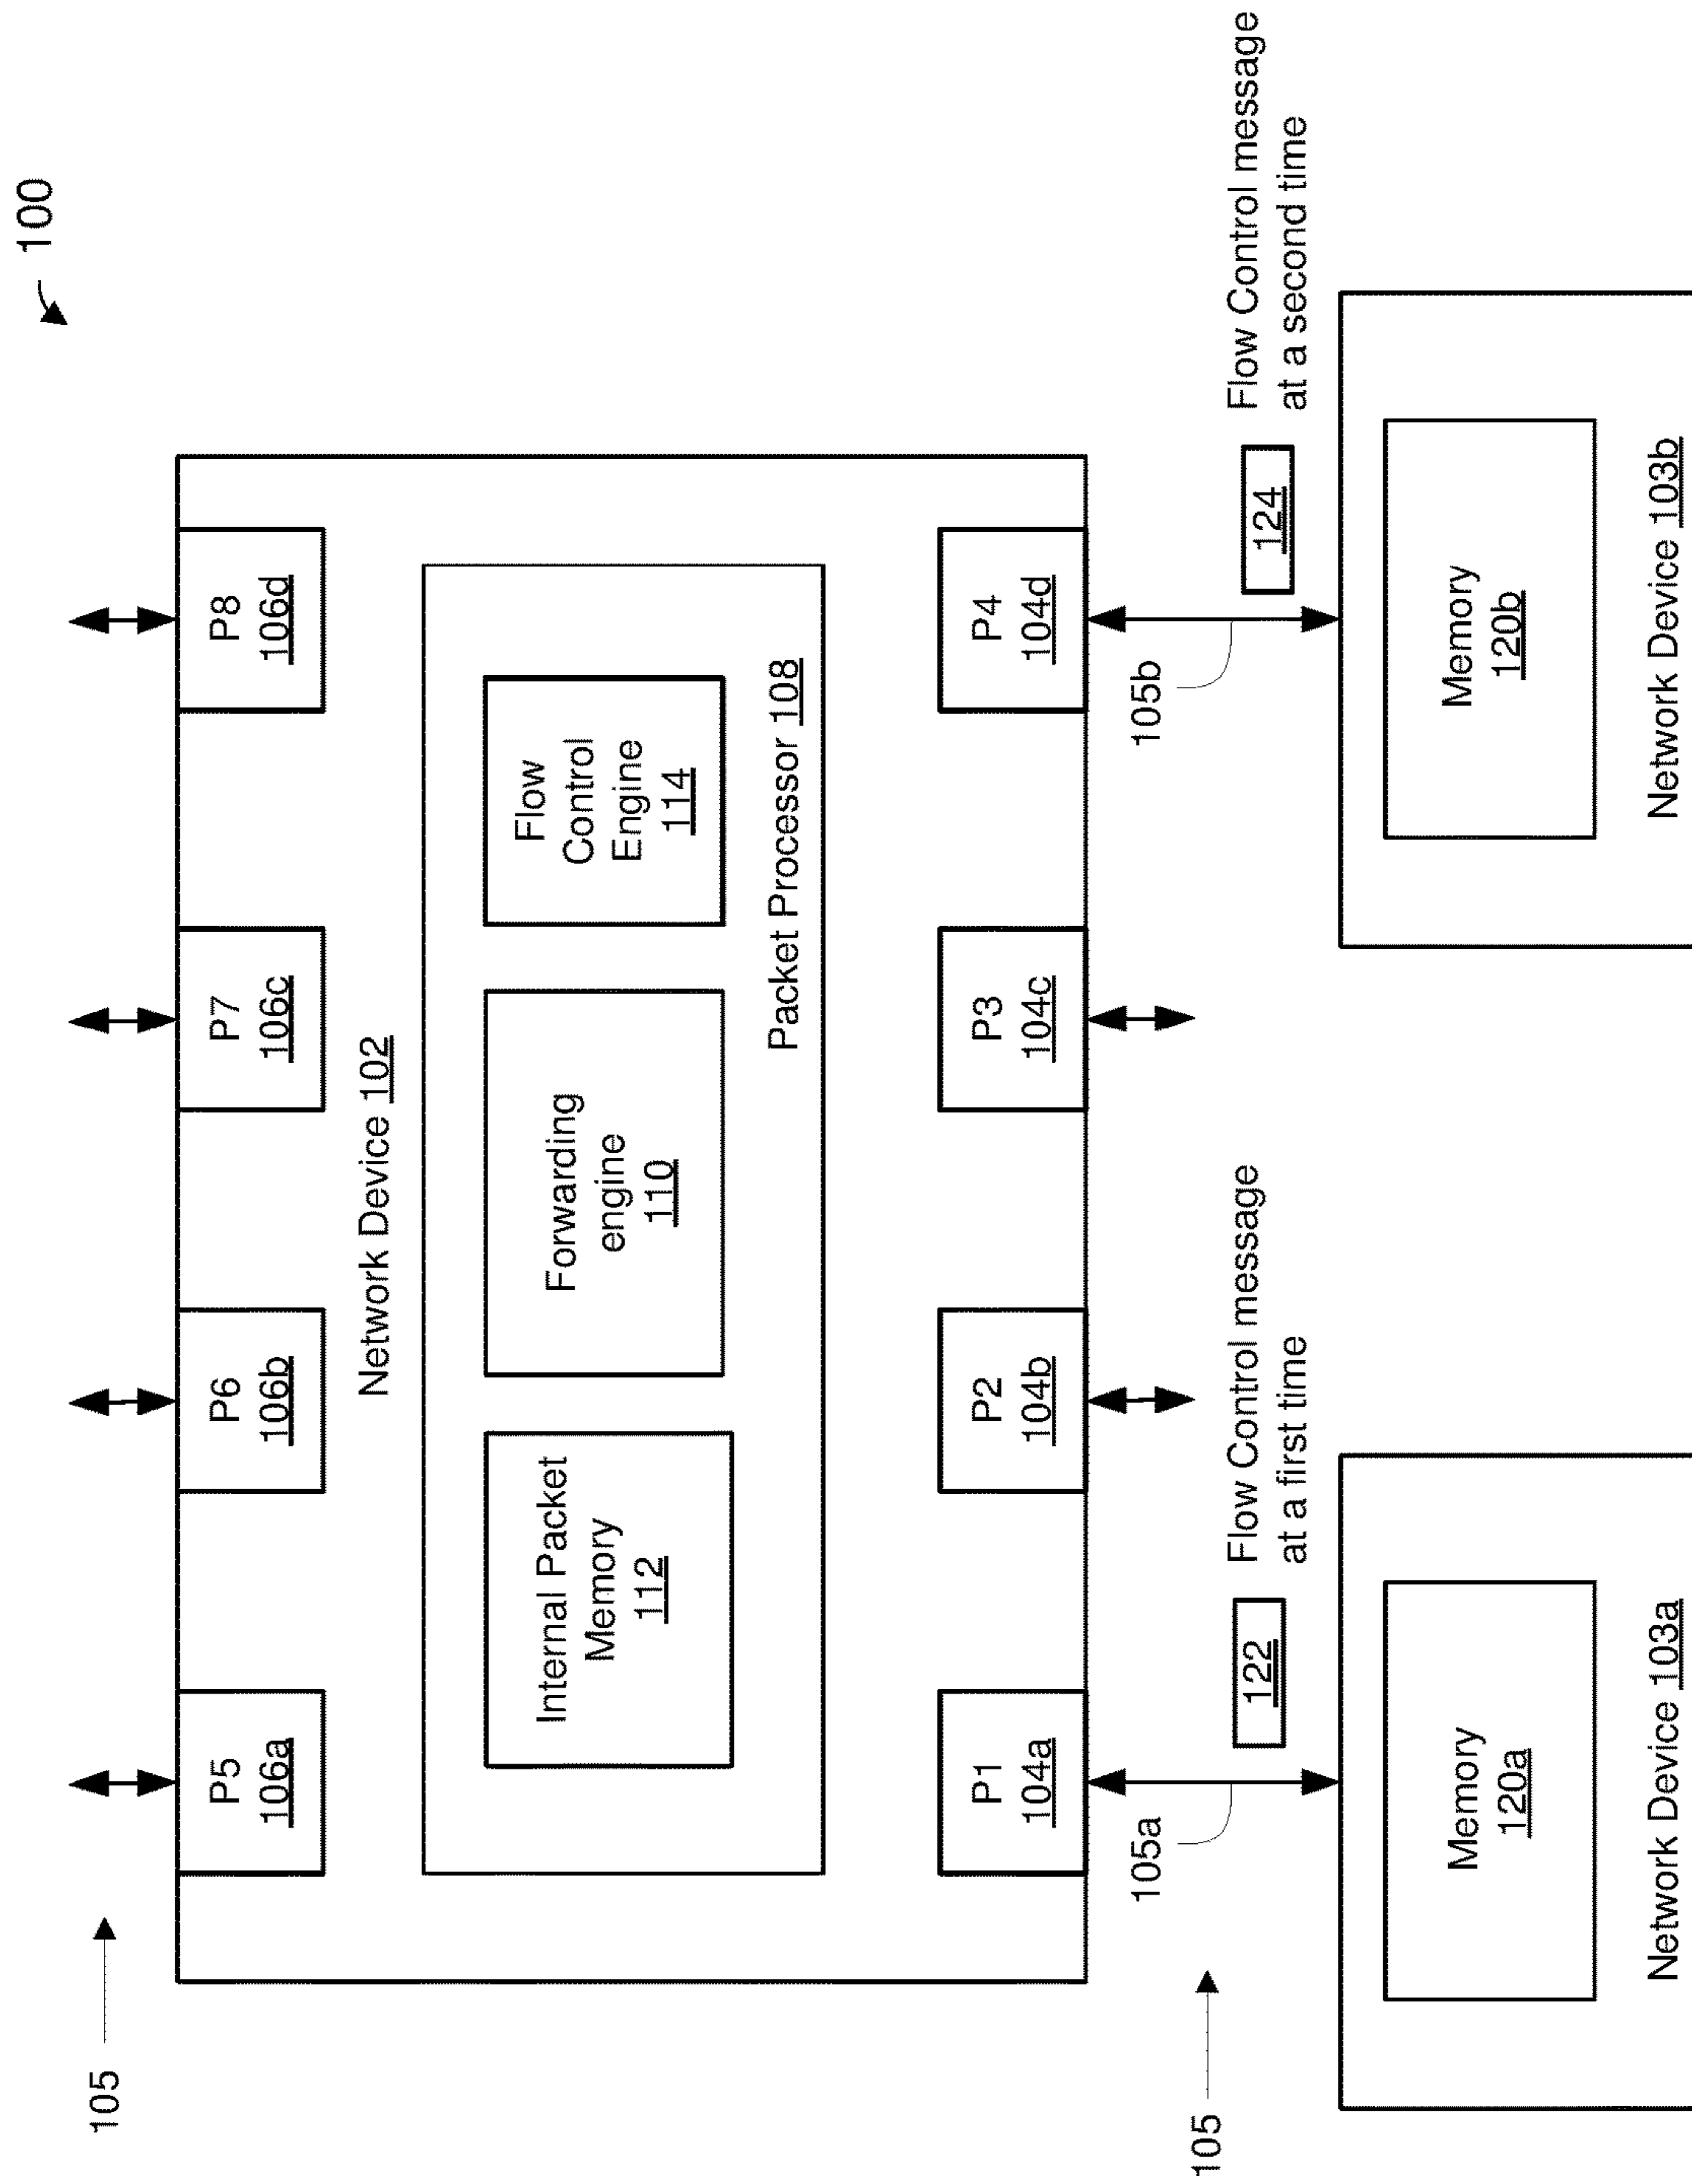 100
105
P5
106a
P6
106b
P7
106c
P8
106d
Network Device 102
Internal Packet
Memory
112
Forwarding
engine
110
Flow
Control
Engine
114
Packet Processor 108
P1
104a
P2
104b
P3
104c
P4
104d
105a
105b
105
122
Flow Control message
at a first time
124
Flow Control message
at a second time
Memory
120a
Network Device 103a
Memory
120b
Network Device 103b